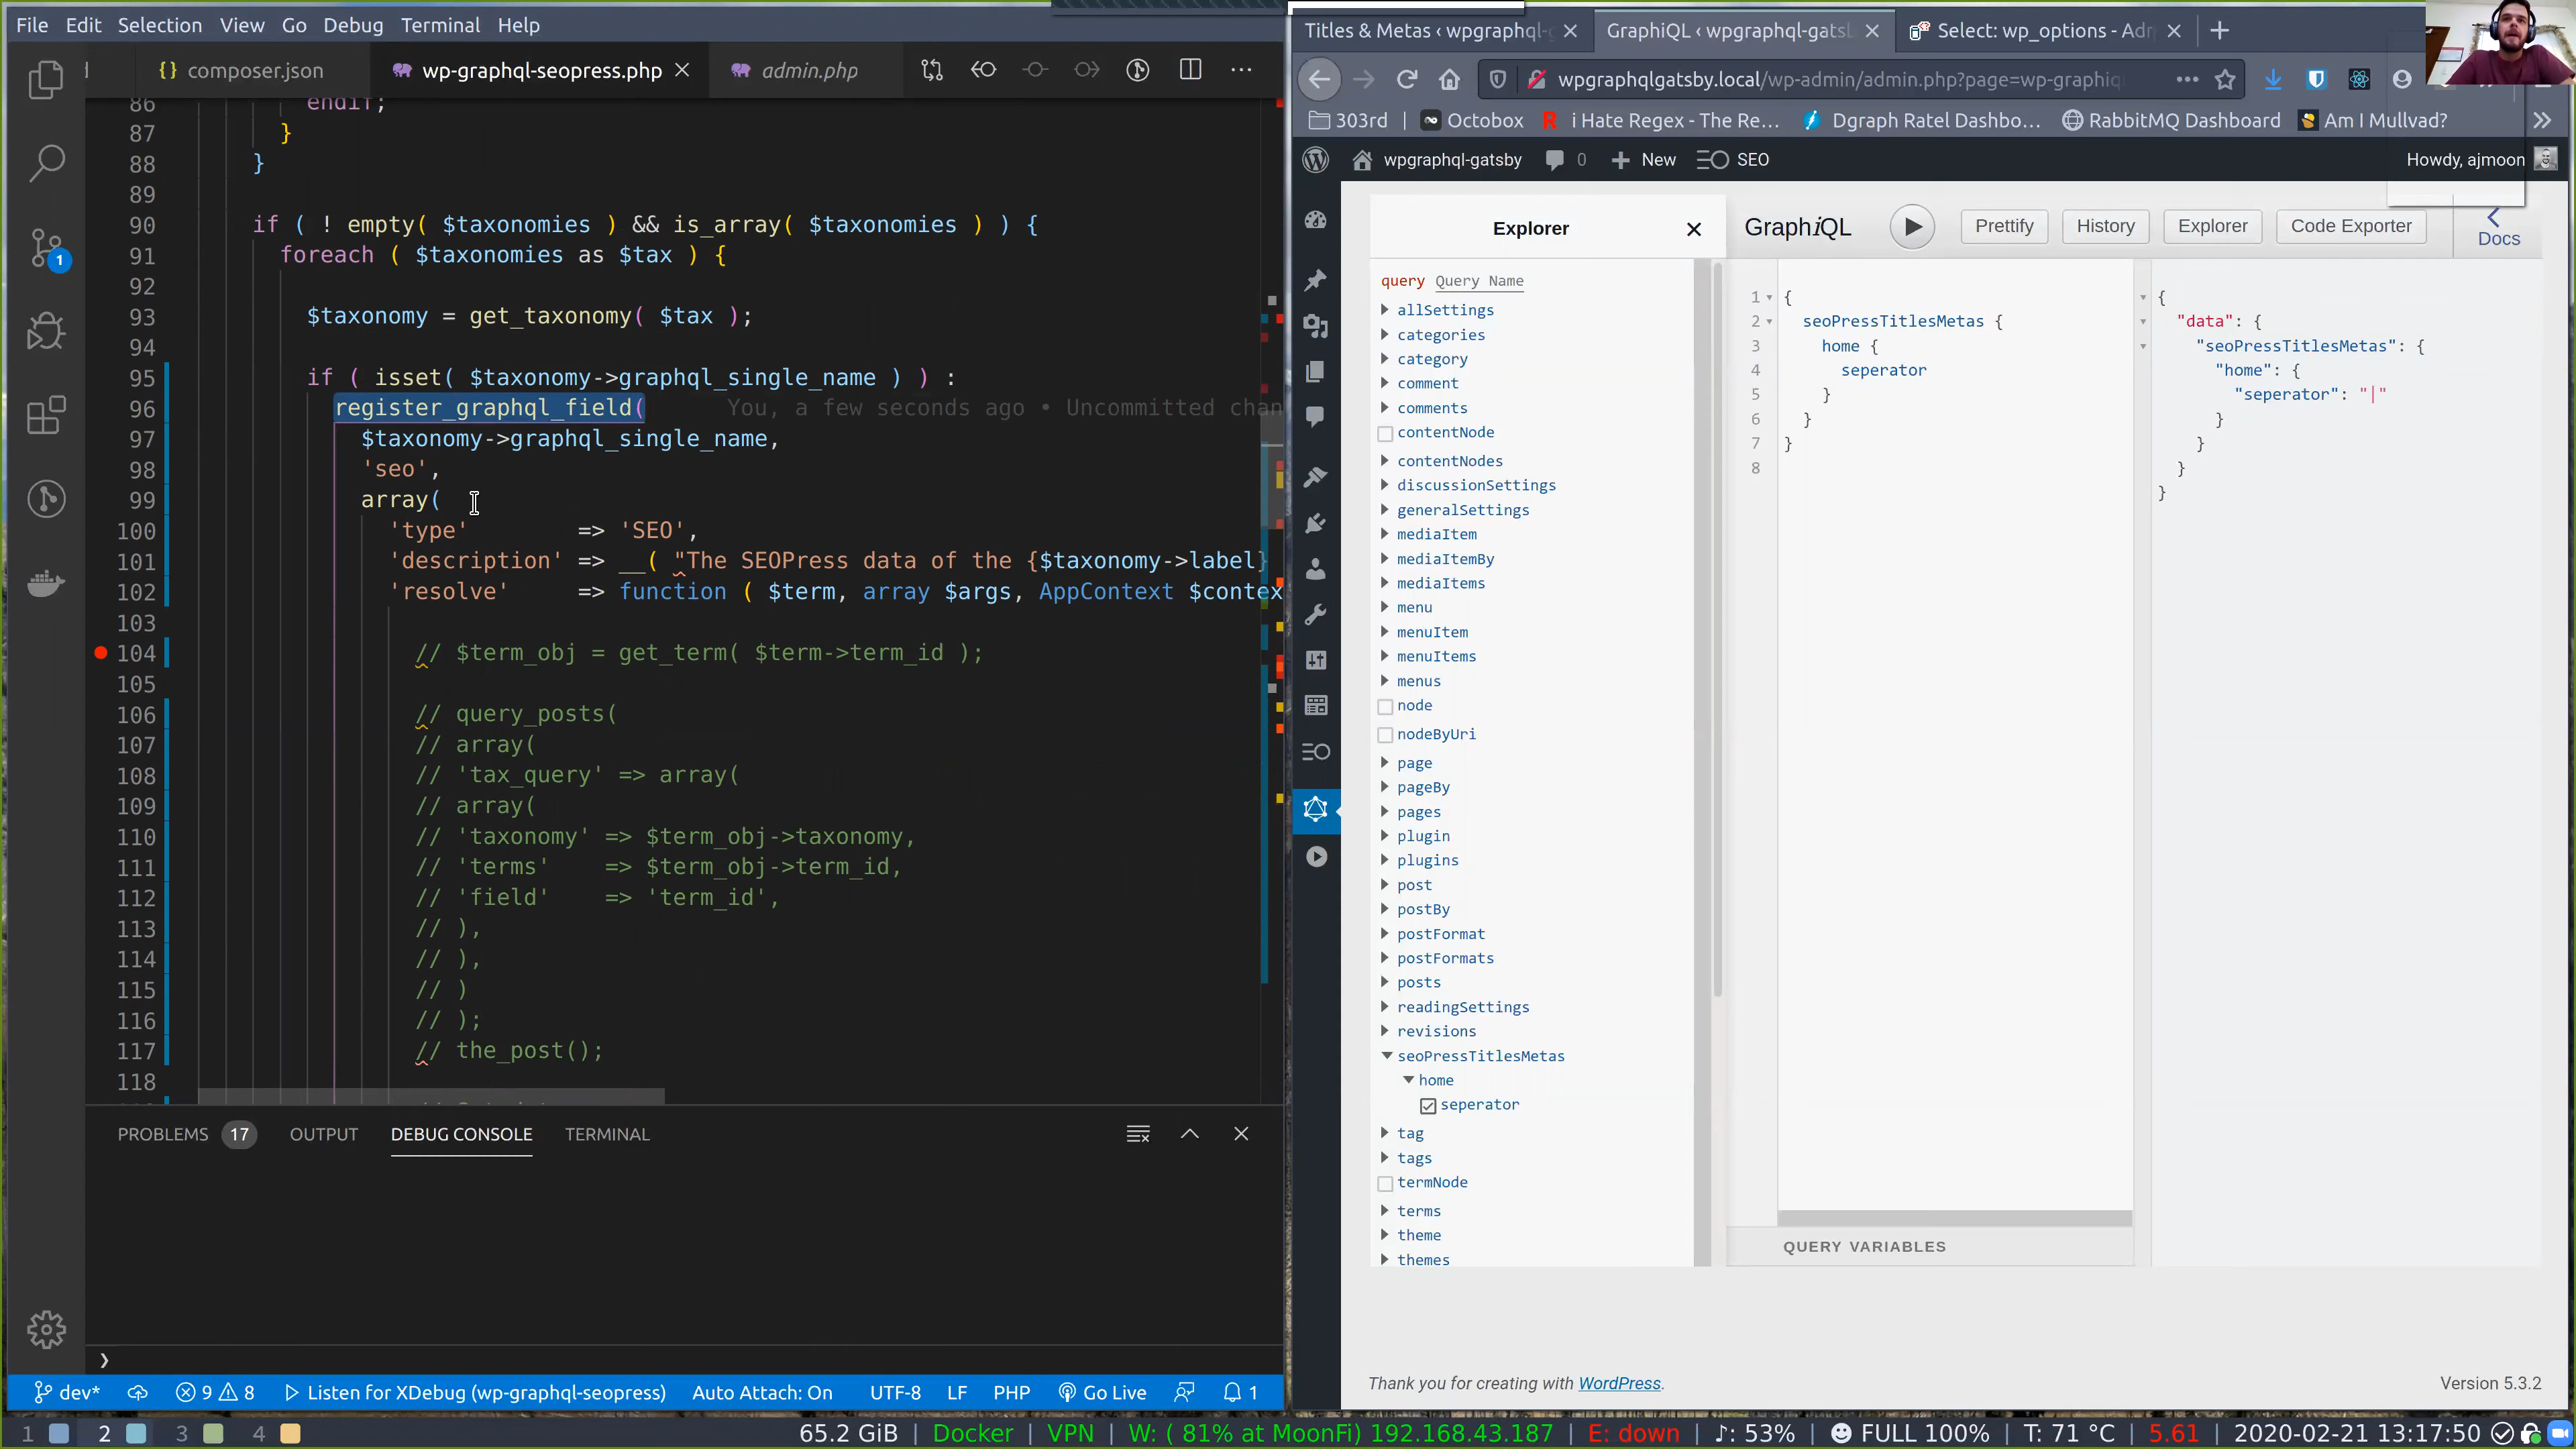 File Edit Selection View Go Debug Terminal Help
{} composer.json
wp-graphql-seopress.php
admin.php
86 endif;
87 }
88 }
89
90 if ( ! empty( $taxonomies ) && is_array( $taxonomies ) ) {
91 foreach ( $taxonomies as $tax ) {
92
93 $taxonomy = get_taxonomy( $tax );
94
95 if ( isset( $taxonomy->graphql_single_name ) ) :
96 register_graphql_field( You, a few seconds ago • Uncommitted chan
97 $taxonomy->graphql_single_name,
98 'seo',
99 array(
100 'type' => 'SEO',
101 'description' => __( "The SEOPress data of the {$taxonomy->label}
102 'resolve' => function ( $term, array $args, AppContext $contex
103
104 // $term_obj = get_term( $term->term_id );
105
106 // query_posts(
107 // array(
108 // 'tax_query' => array(
109 // array(
110 // 'taxonomy' => $term_obj->taxonomy,
111 // 'terms' => $term_obj->term_id,
112 // 'field' => 'term_id',
113 // ),
114 // ),
115 // )
116 // );
117 // the_post();
118
PROBLEMS 17 OUTPUT DEBUG CONSOLE TERMINAL
1
dev* 9 8 Listen for XDebug (wp-graphql-seopress) Auto Attach: On UTF-8 LF PHP Go Live 1
Titles & Metas ‹ wpgraphql-g
GraphiQL ‹ wpgraphql-gats
Select: wp_options - Adm
wpgraphqlgatsby.local/wp-admin/admin.php?page=wp-graphiq
303rd | Octobox i Hate Regex - The Re... Dgraph Ratel Dashbo... RabbitMQ Dashboard Am I Mullvad?
wpgraphql-gatsby 0 New SEO Howdy, ajmoon
Explorer
GraphiQL Prettify History Explorer Code Exporter Docs
query Query Name
allSettings
categories
category
comment
comments
contentNode
contentNodes
discussionSettings
generalSettings
mediaItem
mediaItemBy
mediaItems
menu
menuItem
menuItems
menus
node
nodeByUri
page
pageBy
pages
plugin
plugins
post
postBy
postFormat
postFormats
posts
readingSettings
revisions
seoPressTitlesMetas
home
seperator
tag
tags
termNode
terms
theme
themes
1 {
2 seoPressTitlesMetas {
3 home {
4 seperator
5 }
6 }
7 }
8
QUERY VARIABLES
{
"data": {
"seoPressTitlesMetas": {
"home": {
"seperator": "|"
}
}
}
}
Thank you for creating with WordPress.
Version 5.3.2
1 2 3 4
65.2 GiB | Docker | VPN | W: ( 81% at MoonFi) 192.168.43.187 | E: down | ♪: 53% | FULL 100% | T: 71 °C | 5.61 | 2020-02-21 13:17:50